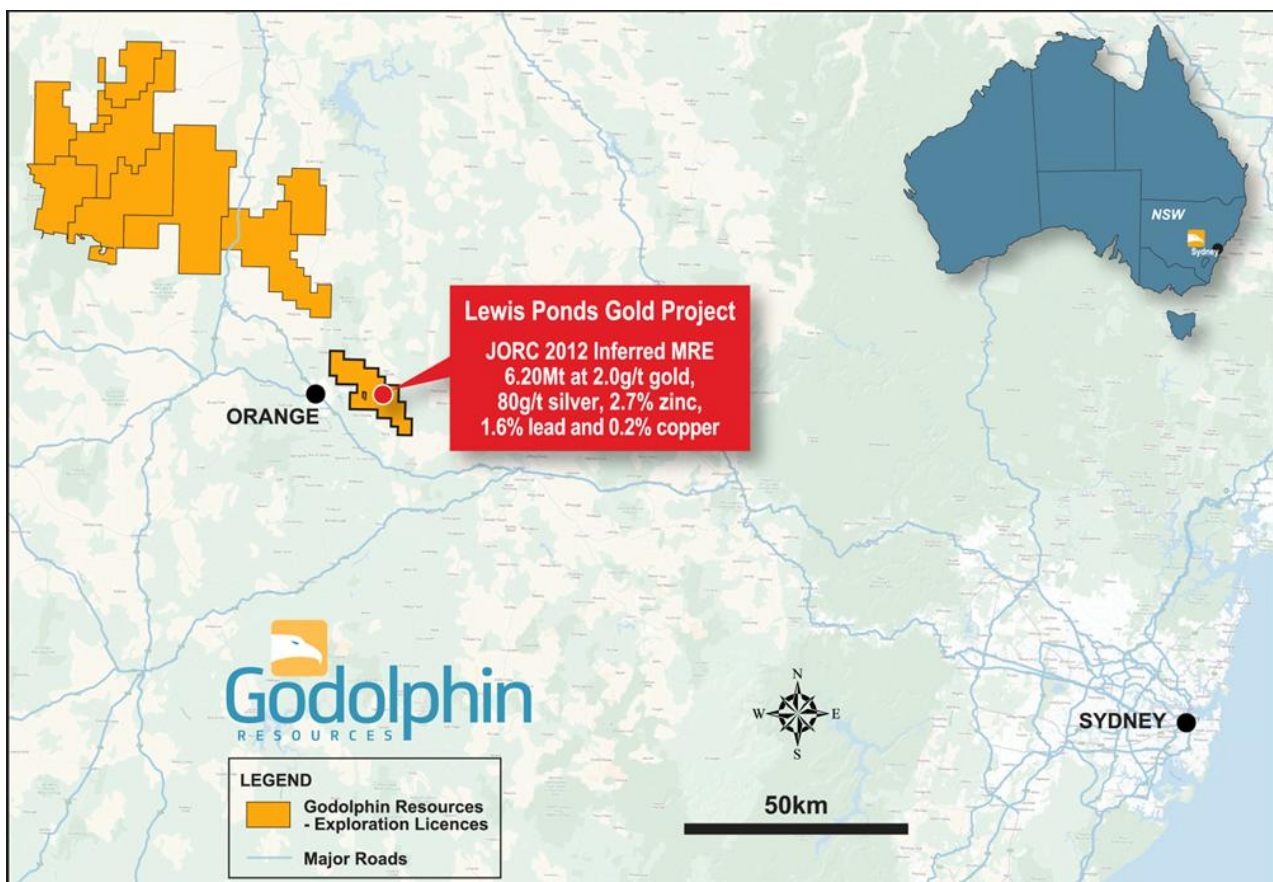 NSW
Sydney
Lewis Ponds Gold Project
JORC 2012 Inferred MRE
6.20Mt at 2.0g/t gold,
80g/t silver, 2.7% zinc,
1.6% lead and 0.2% copper
ORANGE
Godolphin
RESOURCES
N
W E
S
SYDNEY
LEGEND
Godolphin Resources
- Exploration Licences
Major Roads
50km